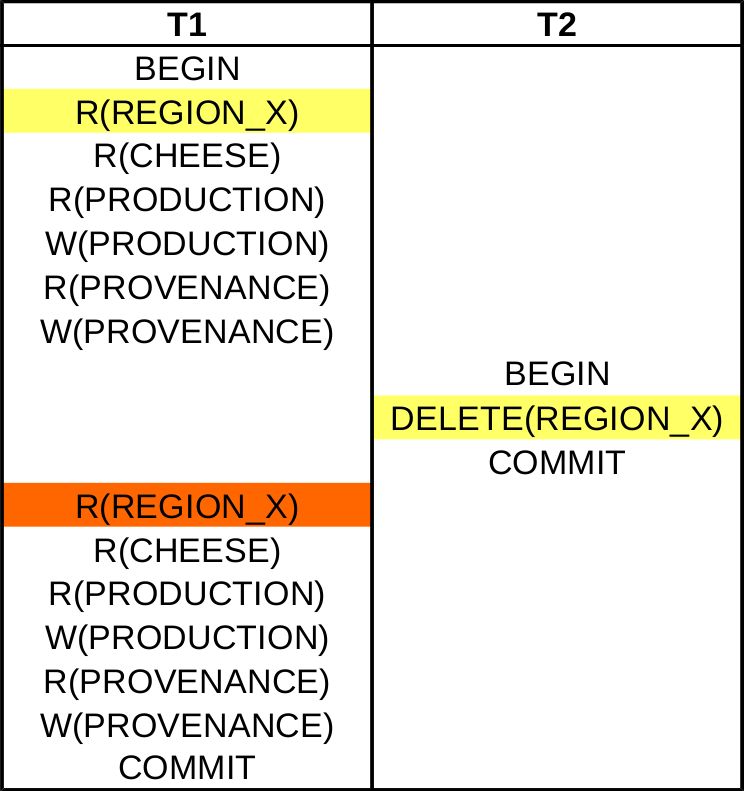 T1 T2
BEGIN
R(REGION_X)
R(CHEESE)
R(PRODUCTION)
W(PRODUCTION)
R(PROVENANCE)
W(PROVENANCE)
BEGIN
DELETE(REGION_X)
COMMIT
R(REGION_X)
R(CHEESE)
R(PRODUCTION)
W(PRODUCTION)
R(PROVENANCE)
W(PROVENANCE)
COMMIT